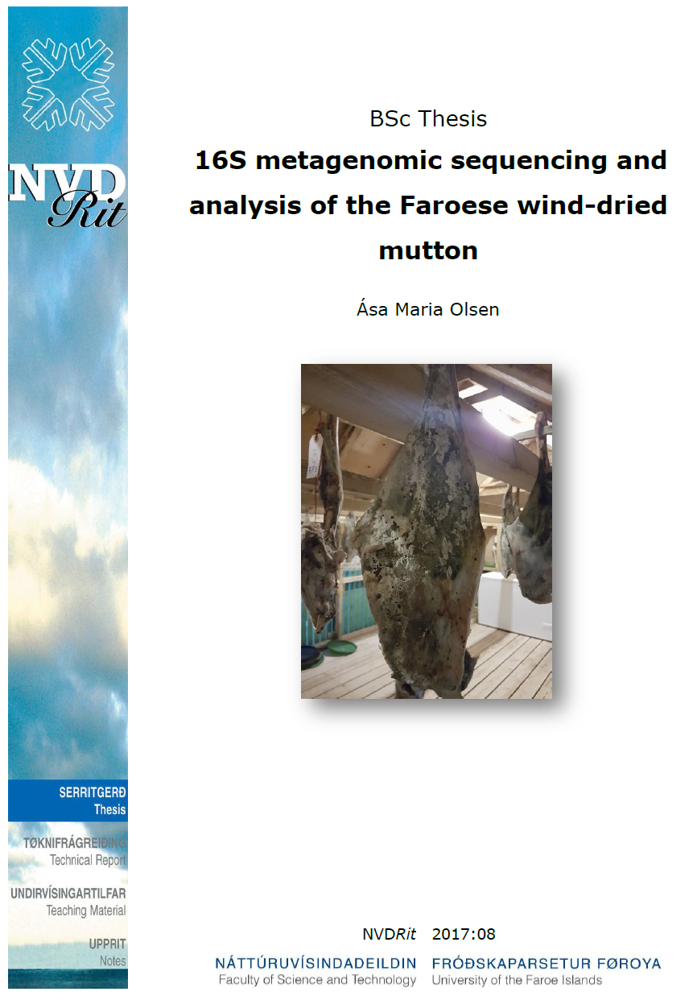 NVD
Rit
BSc Thesis
16S metagenomic sequencing and
analysis of the Faroese wind-dried
mutton
Ása Maria Olsen
SERRITGERÐ
Thesis
TØKNIFRÁGREIÐING
Technical Report
UNDIRVÍSINGARTILFAR
Teaching Material
UPPRIT
Notes
NVDRit 2017:08
NÁTTÚRUVÍSINDADEILDIN FRÓÐSKAPARSETUR FØROYA
Faculty of Science and Technology University of the Faroe Islands